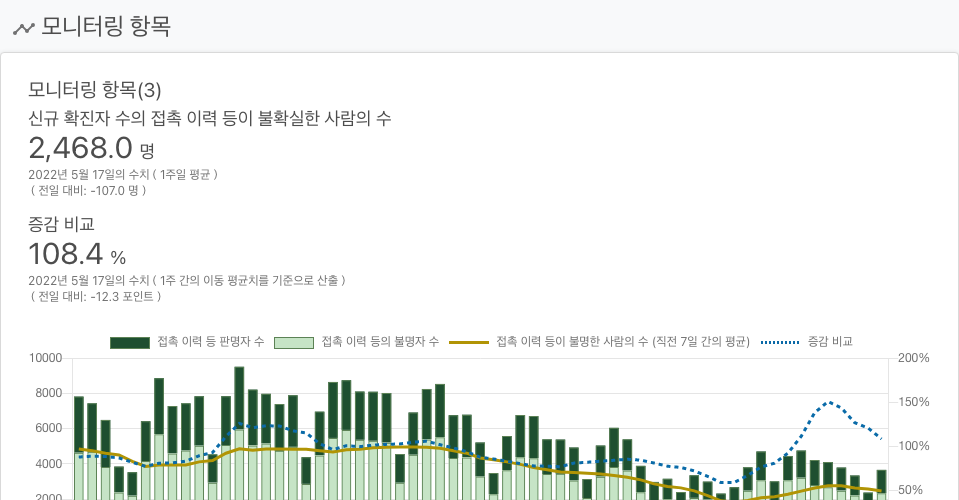 모니터링 항목
모니터링 항목(3)
신규 확진자 수의 접촉 이력 등이 불확실한 사람의 수
2,468.0 명
2022년 5월 17일의 수치 ( 1주일 평균 )
( 전일 대비: -107.0 명 )
증감 비교
108.4 %
2022년 5월 17일의 수치 ( 1주 간의 이동 평균치를 기준으로 산출 )
( 전일 대비: -12.3 포인트 )
접촉 이력 등 판명자 수 접촉 이력 등의 불명자 수 접촉 이력 등이 불명한 사람의 수 (직전 7일 간의 평균) 증감 비교
10000 200%
8000
150%
6000
100%
4000
50%
2000